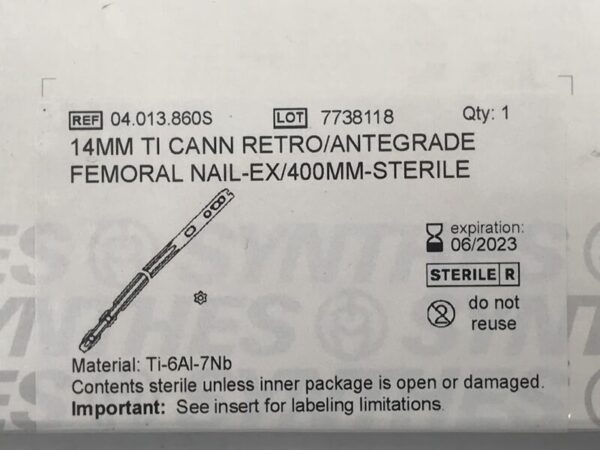 REF 04.013.860S LOT 7738118 Qty: 1
14MM TI CANN RETRO/ANTEGRADE
FEMORAL NAIL-EX/400MM-STERILE
expiration:
06/2023
STERILE R
do not
reuse
2
SYNTHES
Material: Ti-6Al-7Nb
Contents sterile unless inner package is open or damaged.
Important: See insert for labeling limitations.